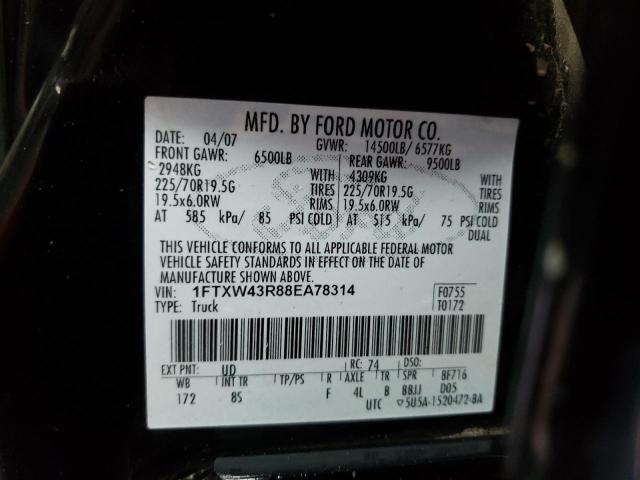 MFD. BY FORD MOTOR CO.
DATE: 04/07 GVWR: 14500LB/ 6577KG
FRONT GAWR: 6500LB REAR GAWR: 9500LB
2948KG WITH 4309KG WITH
225/70R19.5G TIRES 225/70R19.5G TIRES
19.5x6.0RW RIMS 19.5x6.0RW RIMS
AT 585 kPa/ 85 PSI COLD AT 515 kPa/ 75 PSI COLD
DUAL
THIS VEHICLE CONFORMS TO ALL APPLICABLE FEDERAL MOTOR
VEHICLE SAFETY STANDARDS IN EFFECT ON THE DATE OF
MANUFACTURE SHOWN ABOVE.
VIN: 1FTXW43R88EA78314 F0755
TYPE: Truck T0172
EXT PNT: UD RC: 74 DSO:
WB INT TR TP/PS R AXLE TR SPR 8F716
172 8S F 4L B BBJJ D05
UTC 5U5A-1520472-BA